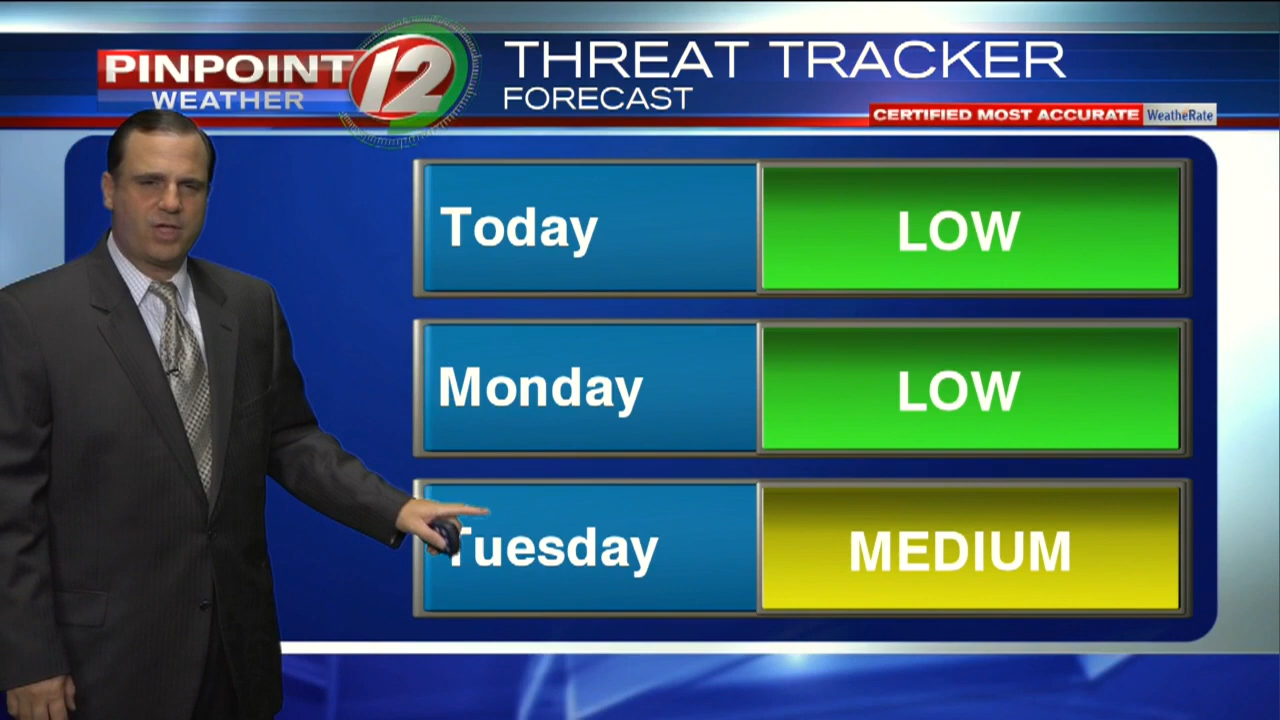 PINPOINT
WEATHER
12
THREAT TRACKER
FORECAST
CERTIFIED MOST ACCURATE
WeatheRate
Today
LOW
Monday
LOW
Tuesday
MEDIUM